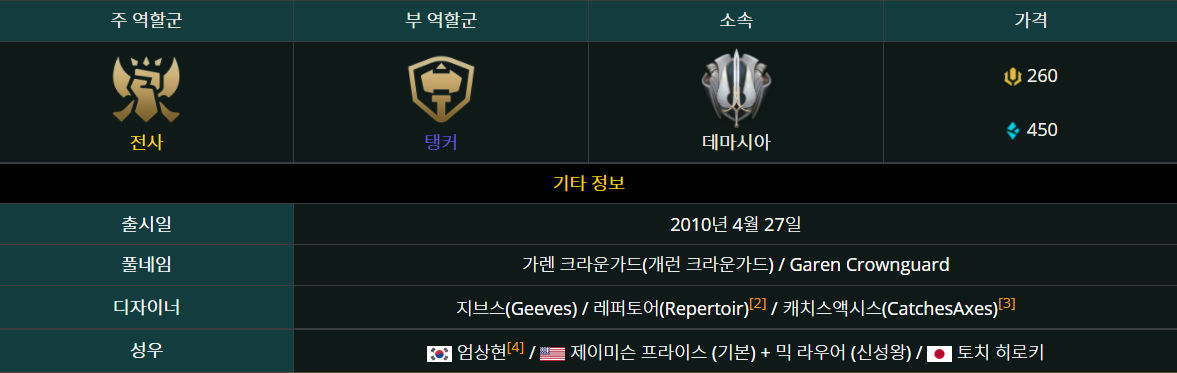 주 역할군 부 역할군 소속 가격
260
450
전사 탱커 데마시아
기타 정보
출시일 2010년 4월 27일
풀네임 가렌 크라운가드(개런 크라운가드) / Garen Crownguard
디자이너 지브스(Geeves) / 레퍼토어(Repertoir)[2] / 캐치스액시스(CatchesAxes)[3]
성우 엄상현[4] / 제이미슨 프라이스 (기본) + 믹 라우어 (신성왕) / 토치 히로키